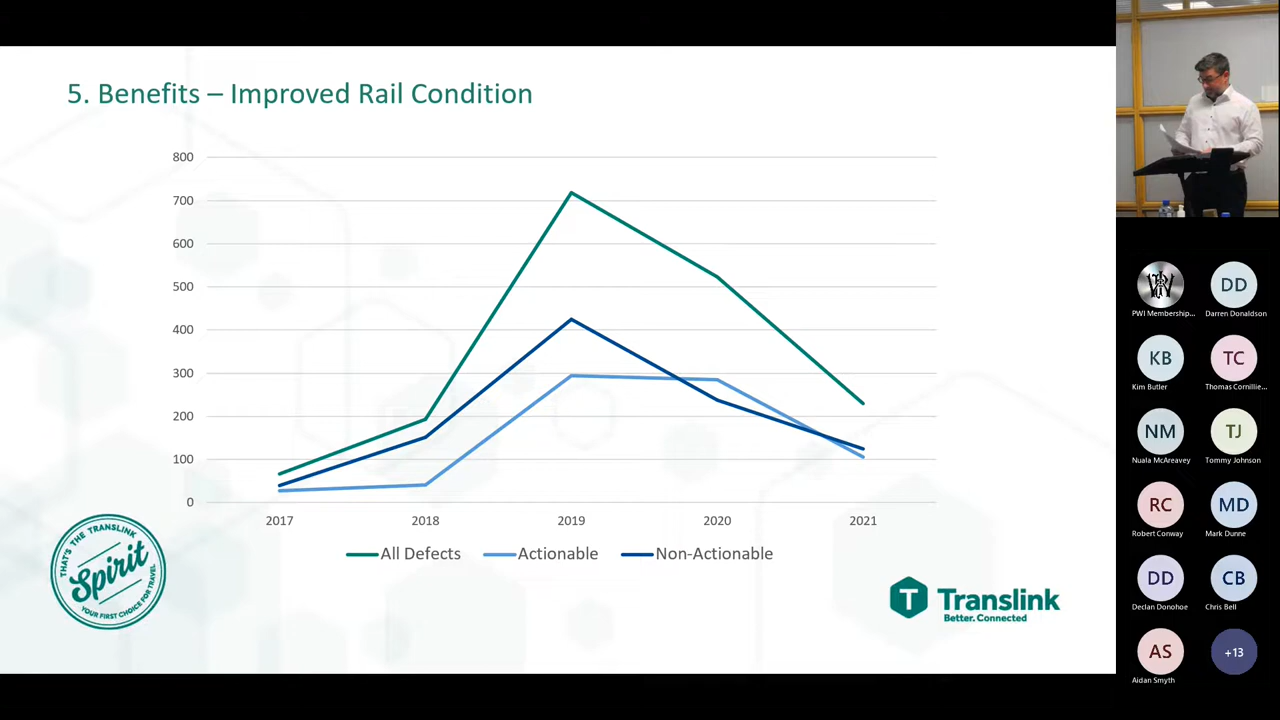 5. Benefits – Improved Rail Condition
800
700
600
500
400
300
200
100
0
2017 2018 2019 2020 2021
All Defects Actionable Non-Actionable
THAT'S THE TRANSLINK
Spirit
YOUR FIRST CHOICE FOR TRAVEL
T Translink
Better. Connected
PWI Membership...
DD
Darren Donaldson
KB
Kim Butler
TC
Thomas Cornillie...
NM
Nuala McAreavey
TJ
Tommy Johnson
RC
Robert Conway
MD
Mark Dunne
DD
Declan Donohoe
CB
Chris Bell
AS
Aidan Smyth
+13